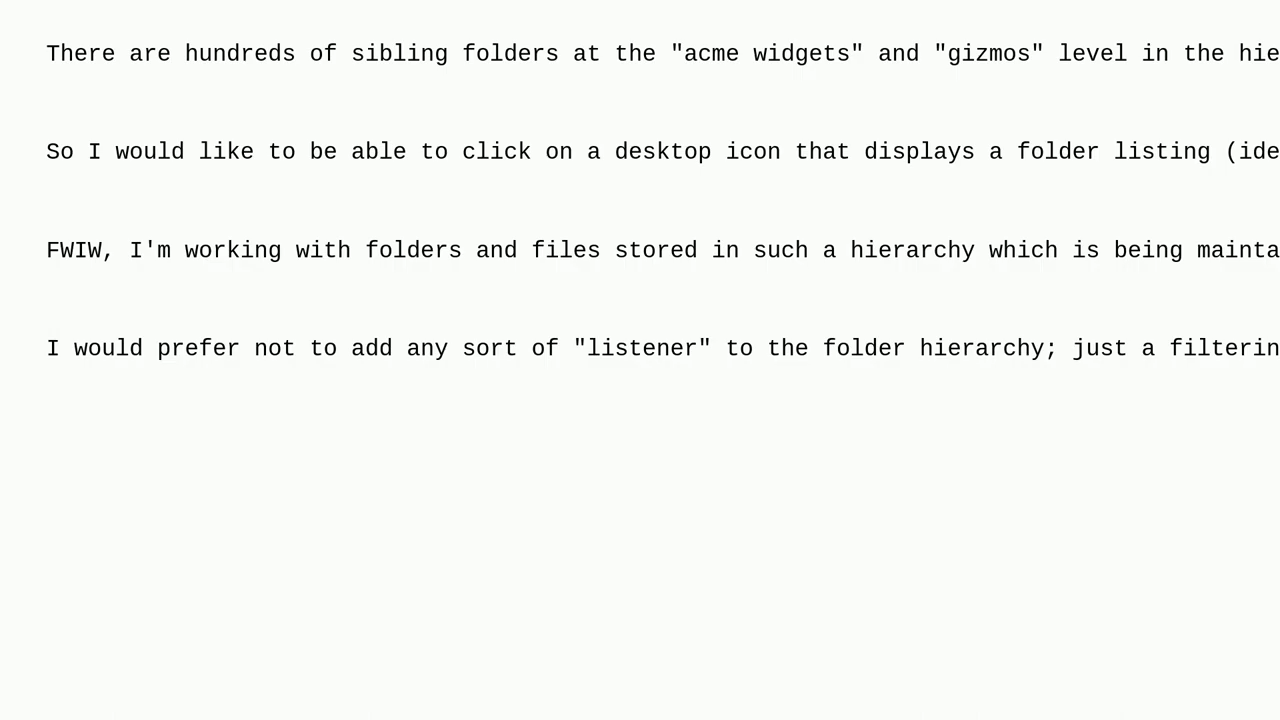 There are hundreds of sibling folders at the "acme widgets" and "gizmos" level in the hie
So I would like to be able to click on a desktop icon that displays a folder listing (ide
FWIW, I'm working with folders and files stored in such a hierarchy which is being mainta
I would prefer not to add any sort of "listener" to the folder hierarchy; just a filterin